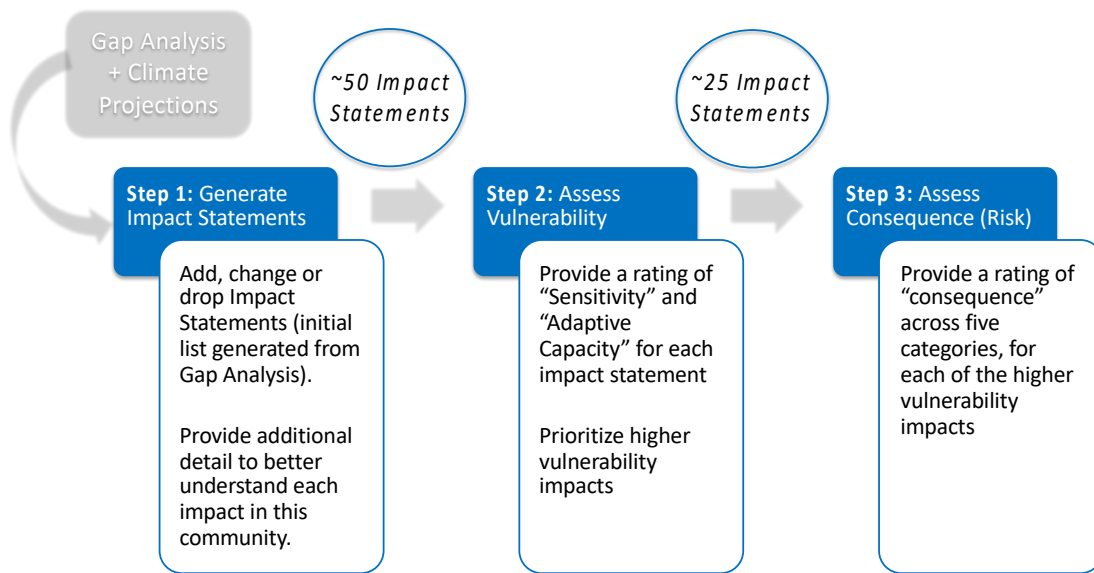 Gap Analysis
+ Climate
Projections
~50 Impact
Statements
~25 Impact
Statements
Step 1: Generate
Impact Statements
Add, change or
drop Impact
Statements (initial
list generated from
Gap Analysis).
Provide additional
detail to better
understand each
impact in this
community.
Step 2: Assess
Vulnerability
Provide a rating of
“Sensitivity” and
“Adaptive
Capacity” for each
impact statement
Prioritize higher
vulnerability
impacts
Step 3: Assess
Consequence (Risk)
Provide a rating of
“consequence”
across five
categories, for
each of the higher
vulnerability
impacts